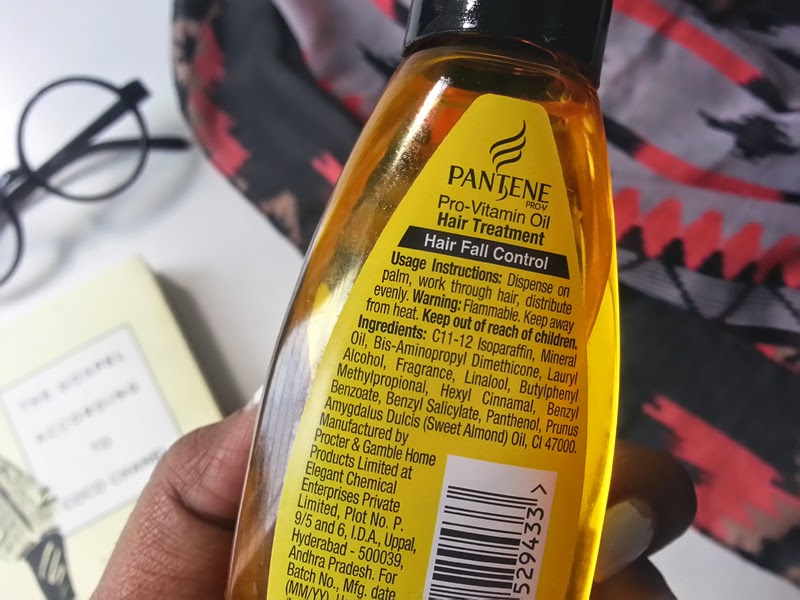 PANTENE
PRO-V
Pro-Vitamin Oil
Hair Treatment
Hair Fall Control
Usage Instructions: Dispense on
palm, work through hair, distribute
evenly. Warning: Flammable. Keep away
from heat. Keep out of reach of children.
Ingredients: C11-12 Isoparaffin, Mineral
Oil, Bis-Aminopropyl Dimethicone, Lauryl
Alcohol, Fragrance, Linalool, Butylphenyl
Methylpropional, Hexyl Cinnamal, Benzyl
Benzoate, Benzyl Salicylate, Panthenol, Prunus
Amygdalus Dulcis (Sweet Almond) Oil, CI 47000.
Manufactured by
Procter & Gamble Home
Products Limited at
Elegant Chemical
Enterprises Private
Limited, Plot No. P.
9/5 and 6, I.D.A., Uppal,
Hyderabad - 500039,
Andhra Pradesh. For
Batch No., Mfg. date
(MM/YY),
529433 >
THE GOSPEL
ACCORDING
TO
COCO CHANEL